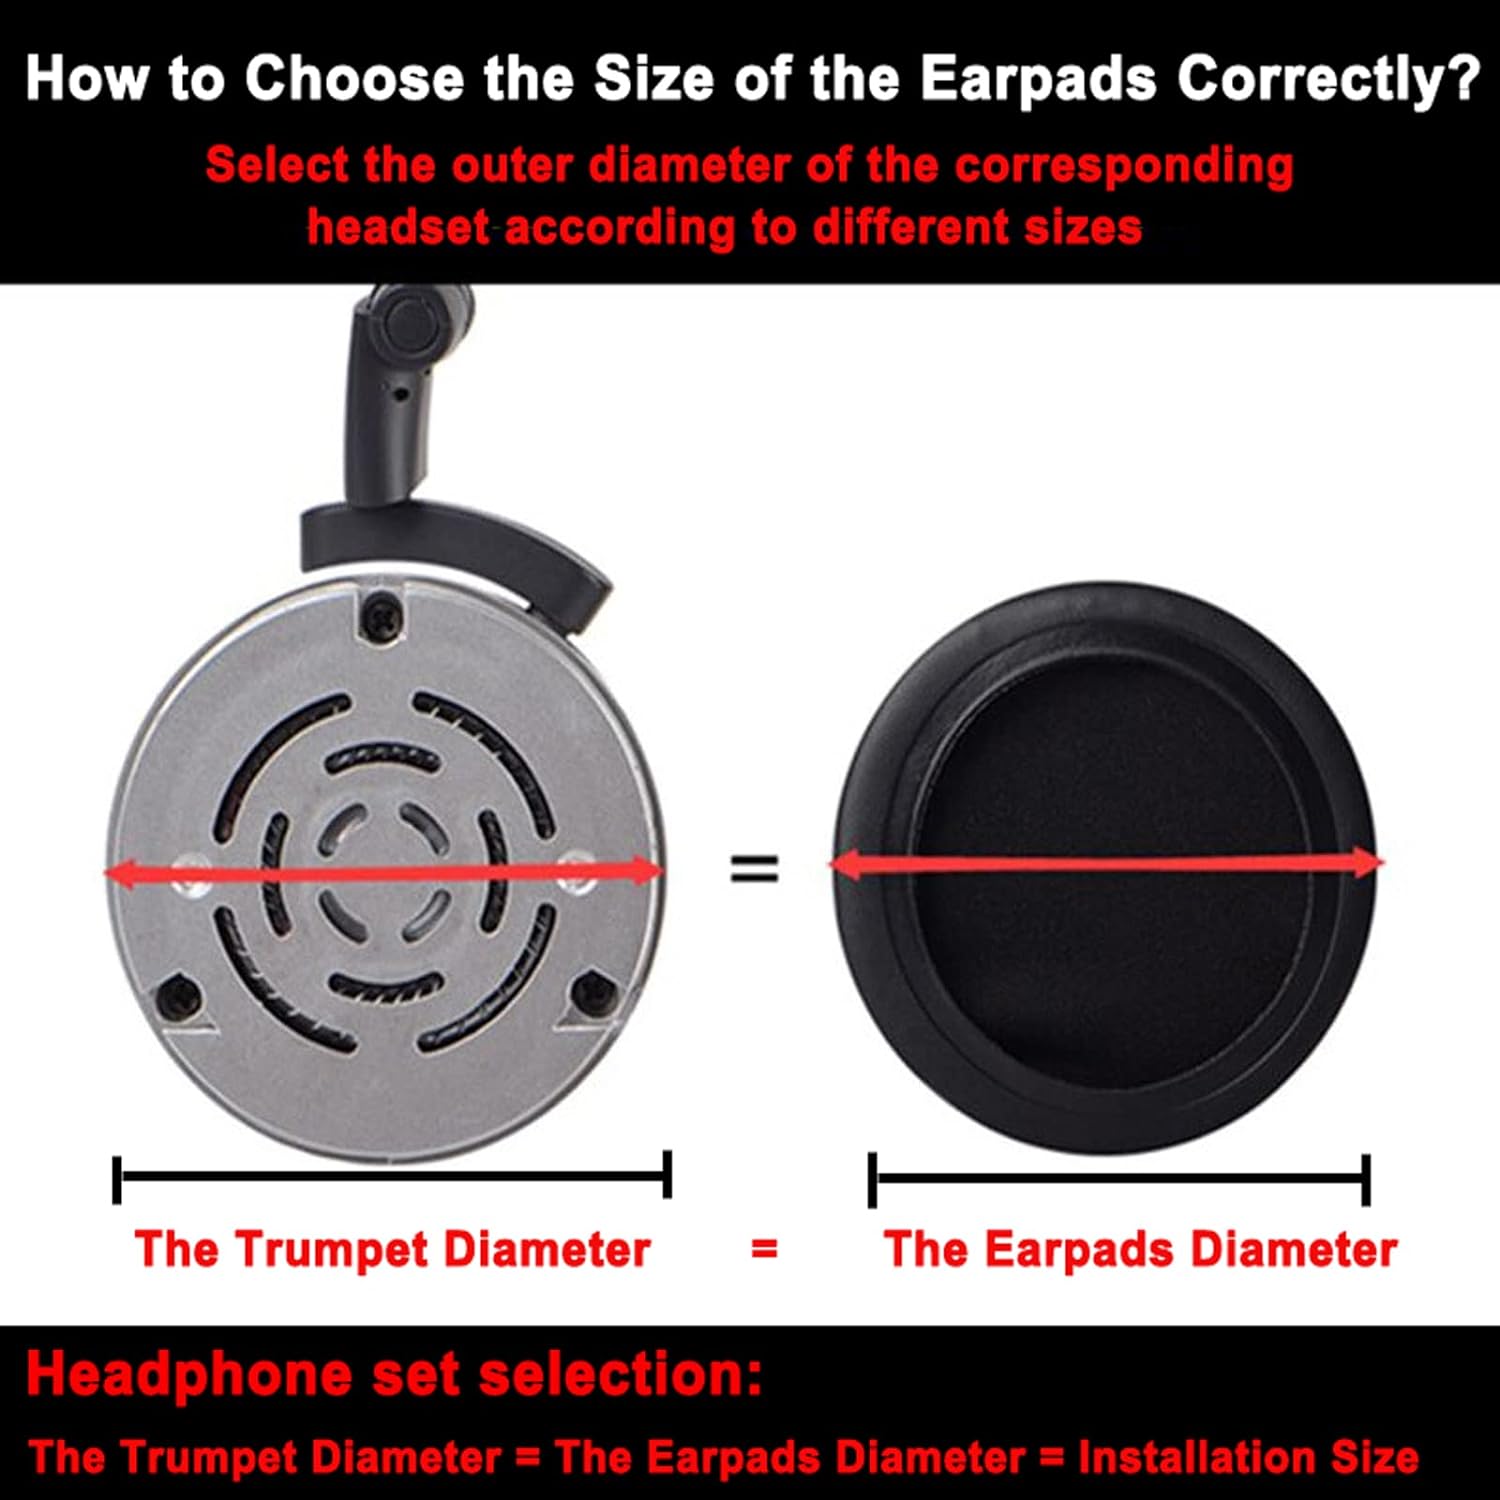 How to Choose the Size of the Earpads Correctly?
Select the outer diameter of the corresponding
headset according to different sizes
=
The Trumpet Diameter = The Earpads Diameter
Headphone set selection:
The Trumpet Diameter = The Earpads Diameter = Installation Size